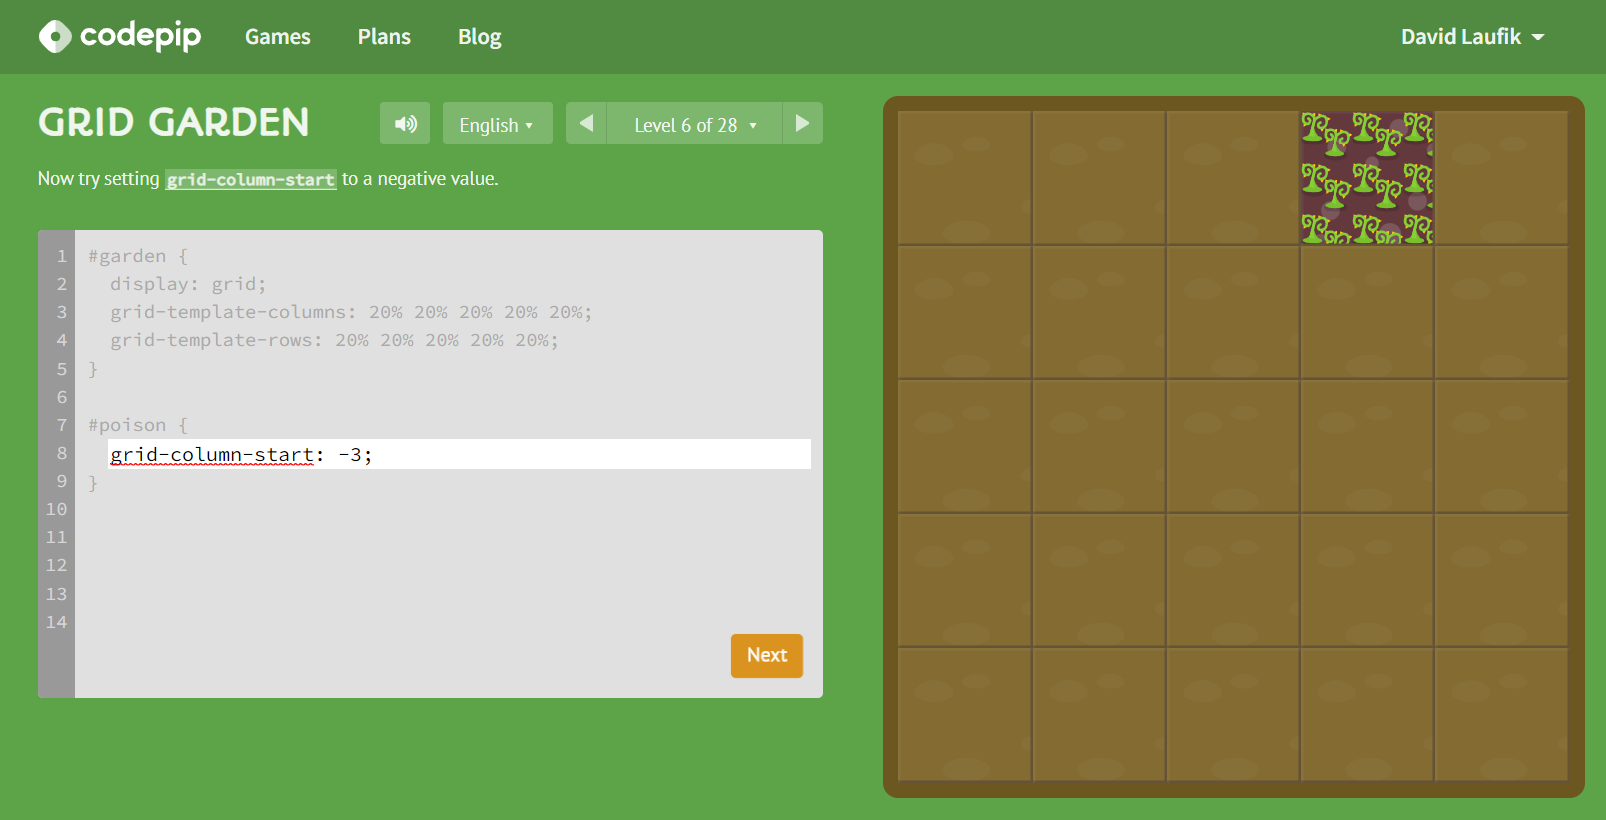 codepip Games Plans Blog David Laufik
GRID GARDEN English Level 6 of 28
Now try setting grid-column-start to a negative value.
1 #garden {
2 display: grid;
3 grid-template-columns: 20% 20% 20% 20% 20%;
4 grid-template-rows: 20% 20% 20% 20% 20%;
5 }
6
7 #poison {
8 grid-column-start: -3;
9 }
10
11
12
13
14
Next